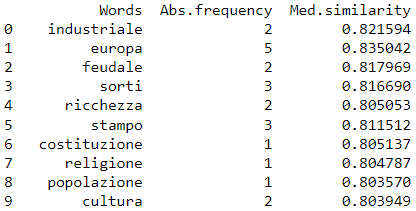 Words Abs.frequency Med.similarity
0 industriale 2 0.821594
1 europa 5 0.835042
2 feudale 2 0.817969
3 sorti 3 0.816690
4 ricchezza 2 0.805053
5 stampo 3 0.811512
6 costituzione 1 0.805137
7 religione 1 0.804787
8 popolazione 1 0.803570
9 cultura 2 0.803949